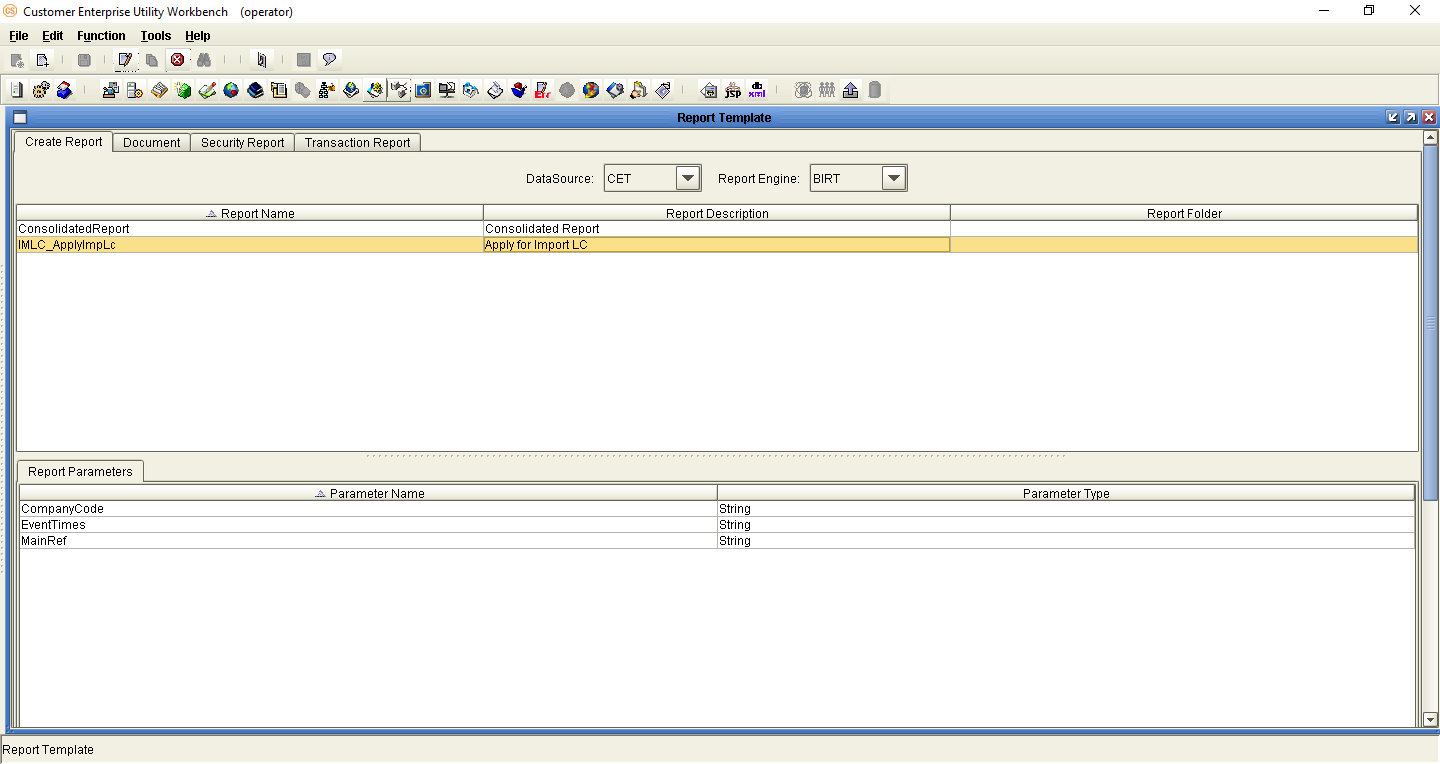 CS Customer Enterprise Utility Workbench (operator)
File Edit Function Tools Help
jsp xml
Report Template
Create Report Document Security Report Transaction Report
DataSource: CET Report Engine: BIRT
Report Name Report Description Report Folder
ConsolidatedReport Consolidated Report
IMLC_ApplyImpLc Apply for Import LC
Report Parameters
Parameter Name Parameter Type
CompanyCode String
EventTimes String
MainRef String
Report Template